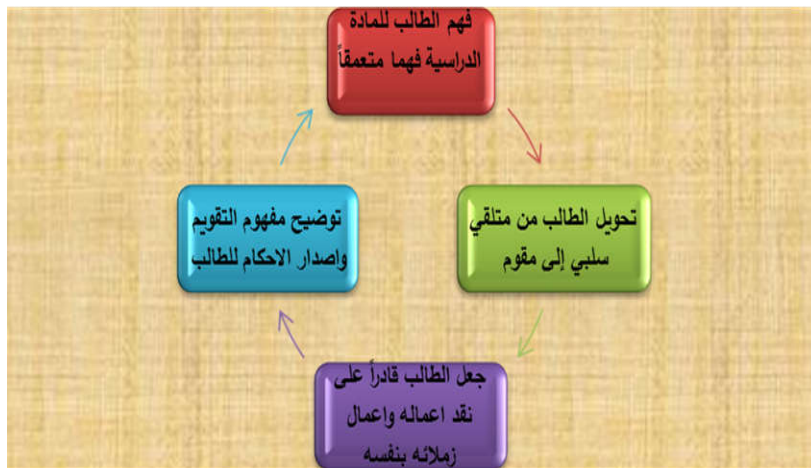 فهم الطالب للمادة
الدراسية فهما متعمقاً
تحويل الطالب من متلقي
سلبي إلى مقوم
جعل الطالب قادراً على
نقد اعماله واعمال
زملائه بنفسه
توضيح مفهوم التقويم
واصدار الاحكام للطالب